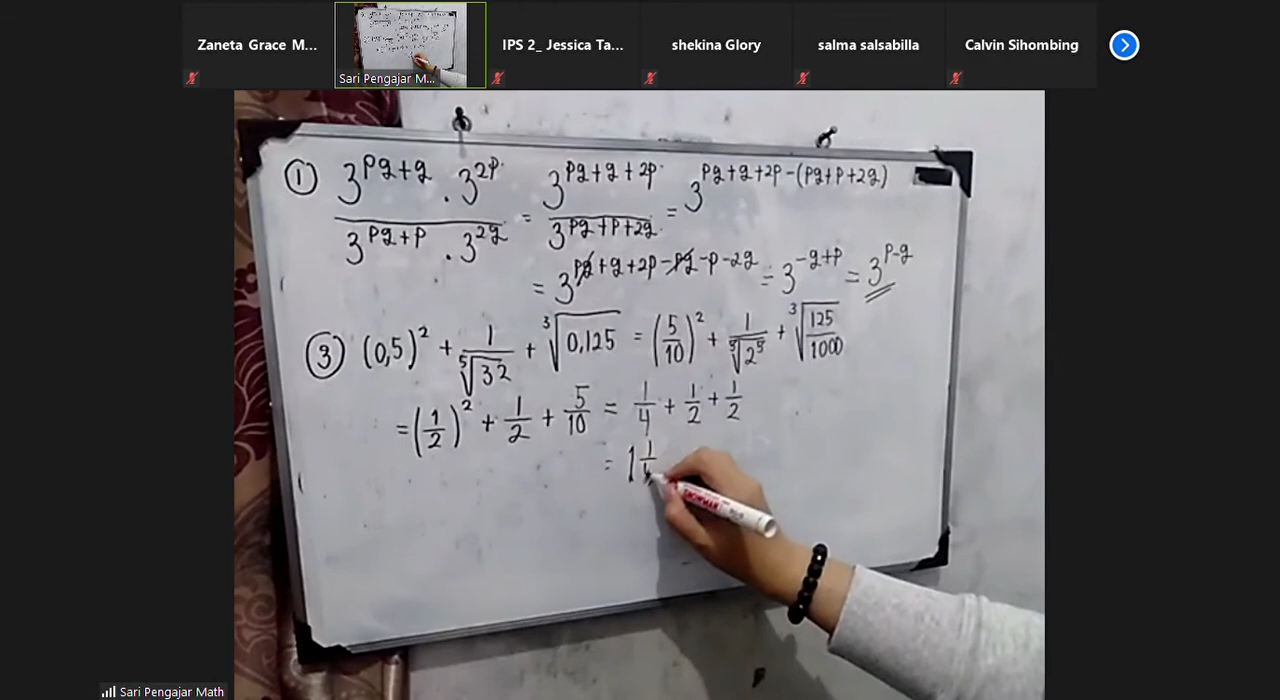 Zaneta Grace M...
Sari Pengajar M...
IPS 2_ Jessica Ta...
shekina Glory
salma salsabilla
Calvin Sihombing
① 3^{pq+q} . 3^{2p} / 3^{pq+p} . 3^{2q} = 3^{pq+q+2p} / 3^{pq+p+2q} = 3^{pq+q+2p-(pq+p+2q)}
= 3^{pq+q+2p-pq-p-2q} = 3^{-q+p} = 3^{p-q}
③ (0,5)² + 1/⁵√32 + ³√0,125 = (5/10)² + 1/⁵√2⁵ + ³√(125/1000)
= (1/2)² + 1/2 + 5/10 = 1/4 + 1/2 + 1/2
= 1 1/4
Sari Pengajar Math